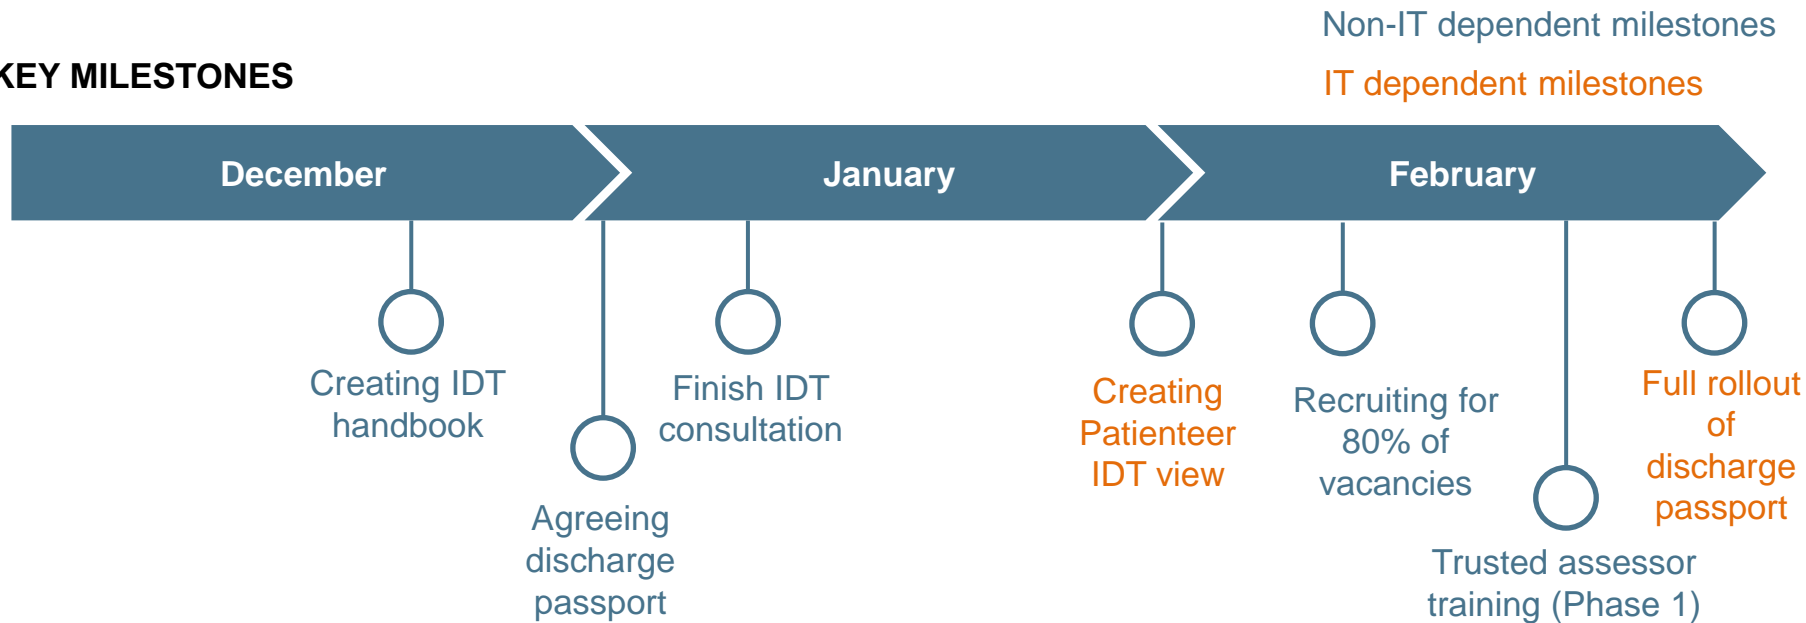 Non-IT dependent milestones
KEY MILESTONES
IT dependent milestones
December
January
February
Creating IDT
handbook
Agreeing
discharge
passport
Finish IDT
consultation
Creating
Patienteer
IDT view
Recruiting for
80% of
vacancies
Trusted assessor
training (Phase 1)
Full rollout
of
discharge
passport